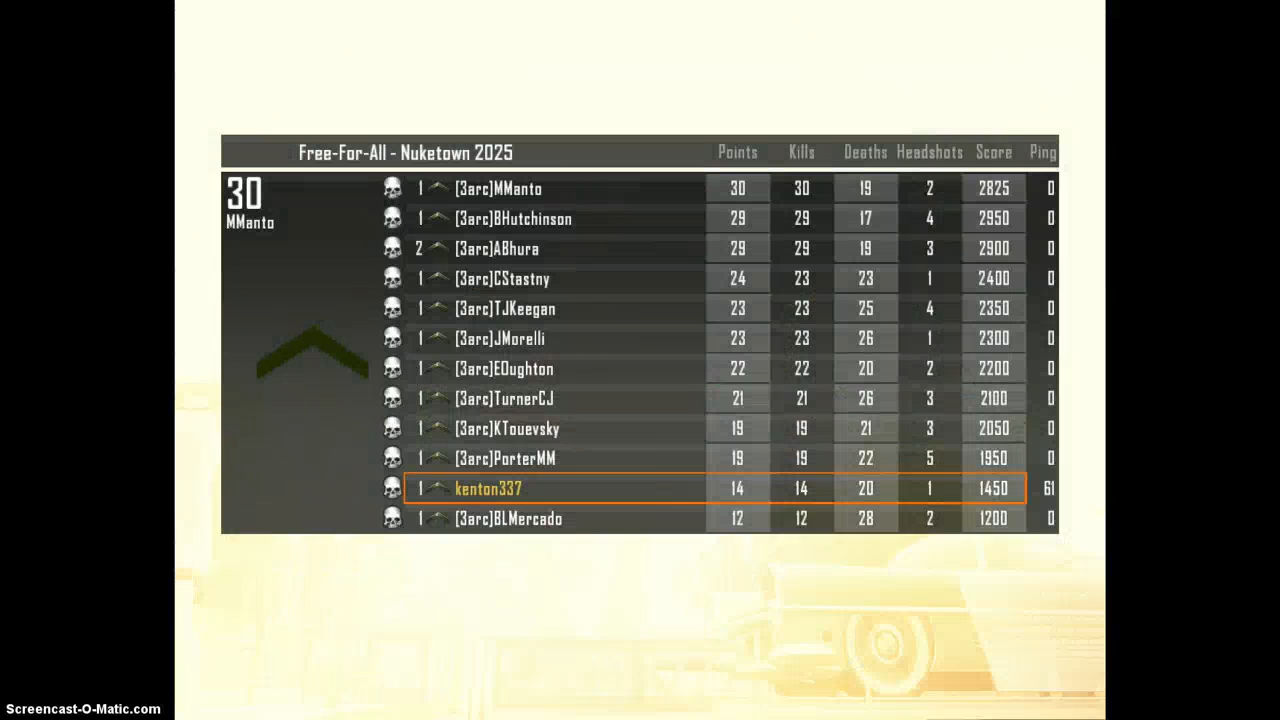 Free-For-All - Nuketown 2025 Points Kills Deaths Headshots Score Ping
30
MManto
1 [3arc]MManto 30 30 19 2 2825 0
1 [3arc]BHutchinson 29 29 17 4 2950 0
2 [3arc]ABhura 29 29 19 3 2900 0
1 [3arc]CStastny 24 23 23 1 2400 0
1 [3arc]TJKeegan 23 23 25 4 2350 0
1 [3arc]JMorelli 23 23 26 1 2300 0
1 [3arc]EOughton 22 22 20 2 2200 0
1 [3arc]TurnerCJ 21 21 26 3 2100 0
1 [3arc]KTouevsky 19 19 21 3 2050 0
1 [3arc]PorterMM 19 19 22 5 1950 0
1 kenton337 14 14 20 1 1450 61
1 [3arc]BLMercado 12 12 28 2 1200 0
Screencast-O-Matic.com